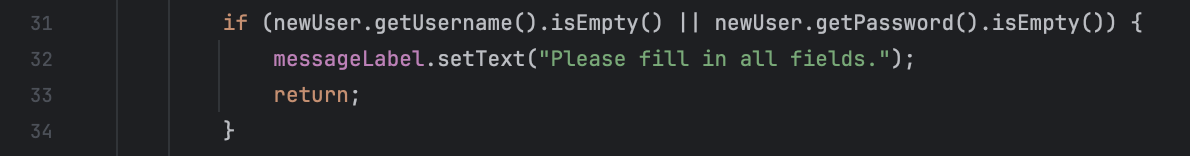 31 if (newUser.getUsername().isEmpty() || newUser.getPassword().isEmpty()) {
32 messageLabel.setText("Please fill in all fields.");
33 return;
34 }